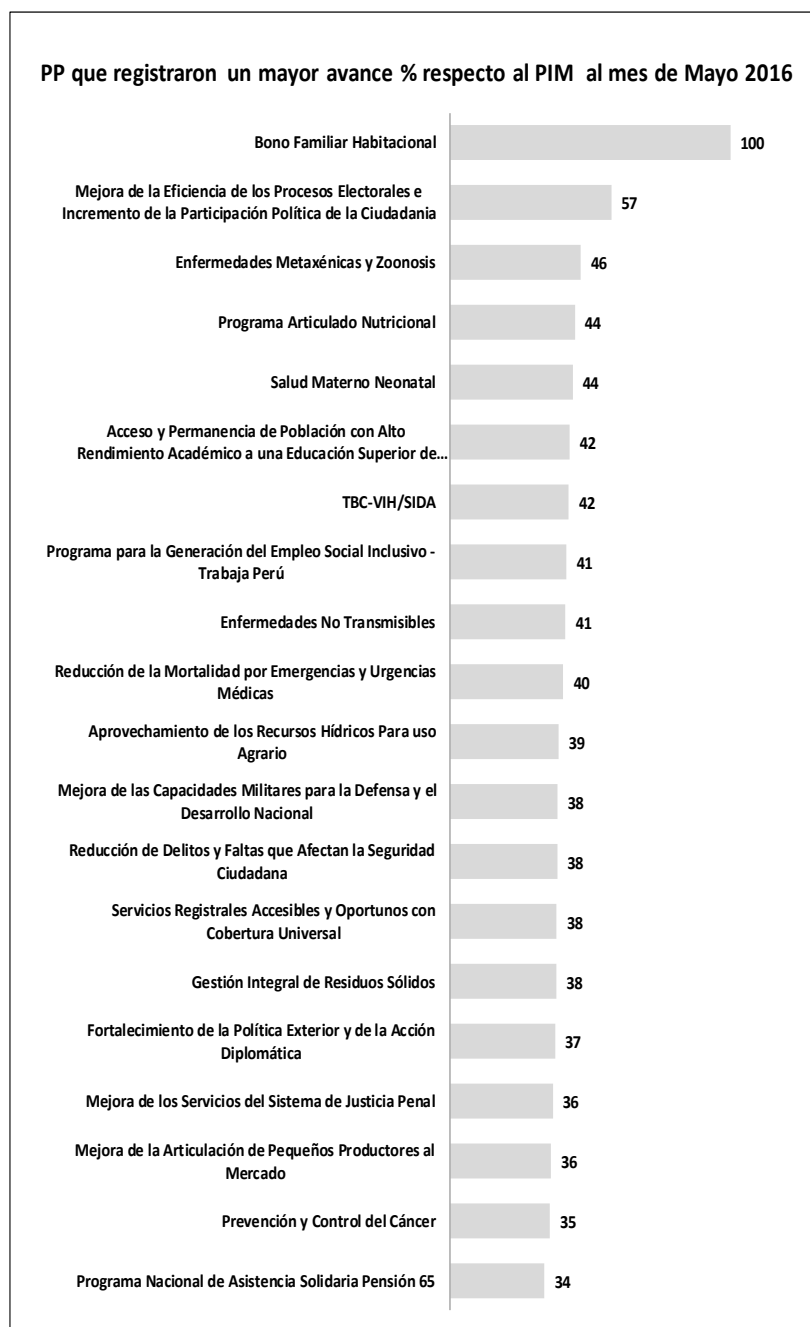 PP que registraron un mayor avance % respecto al PIM al mes de Mayo 2016
Bono Familiar Habitacional
100
Mejora de la Eficiencia de los Procesos Electorales e
Incremento de la Participación Política de la Ciudadania
57
Enfermedades Metaxénicas y Zoonosis
46
Programa Articulado Nutricional
44
Salud Materno Neonatal
44
Acceso y Permanencia de Población con Alto
Rendimiento Académico a una Educación Superior de...
42
TBC-VIH/SIDA
42
Programa para la Generación del Empleo Social Inclusivo -
Trabaja Perú
41
Enfermedades No Transmisibles
41
Reducción de la Mortalidad por Emergencias y Urgencias
Médicas
40
Aprovechamiento de los Recursos Hídricos Para uso
Agrario
39
Mejora de las Capacidades Militares para la Defensa y el
Desarrollo Nacional
38
Reducción de Delitos y Faltas que Afectan la Seguridad
Ciudadana
38
Servicios Registrales Accesibles y Oportunos con
Cobertura Universal
38
Gestión Integral de Residuos Sólidos
38
Fortalecimiento de la Política Exterior y de la Acción
Diplomática
37
Mejora de los Servicios del Sistema de Justicia Penal
36
Mejora de la Articulación de Pequeños Productores al
Mercado
36
Prevención y Control del Cáncer
35
Programa Nacional de Asistencia Solidaria Pensión 65
34